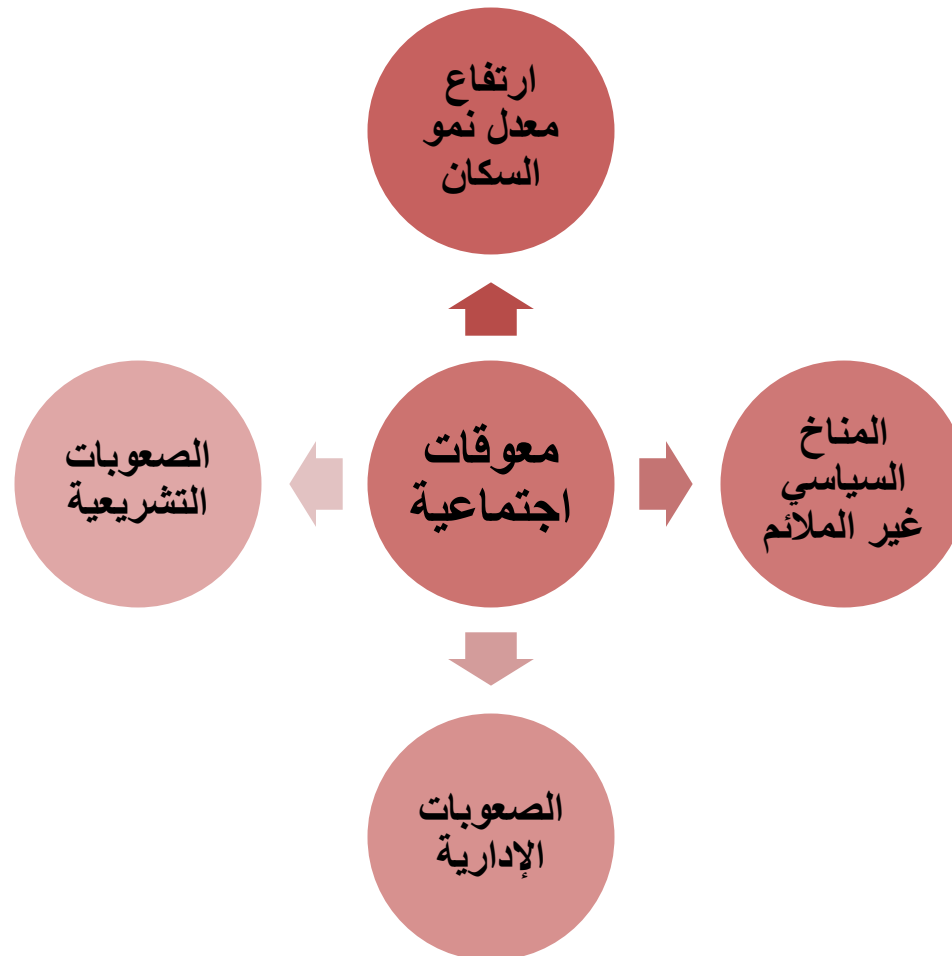 ارتفاع
معدل نمو
السكان
معوقات
اجتماعية
المناخ
السياسي
غير الملائم
الصعوبات
الإدارية
الصعوبات
التشريعية